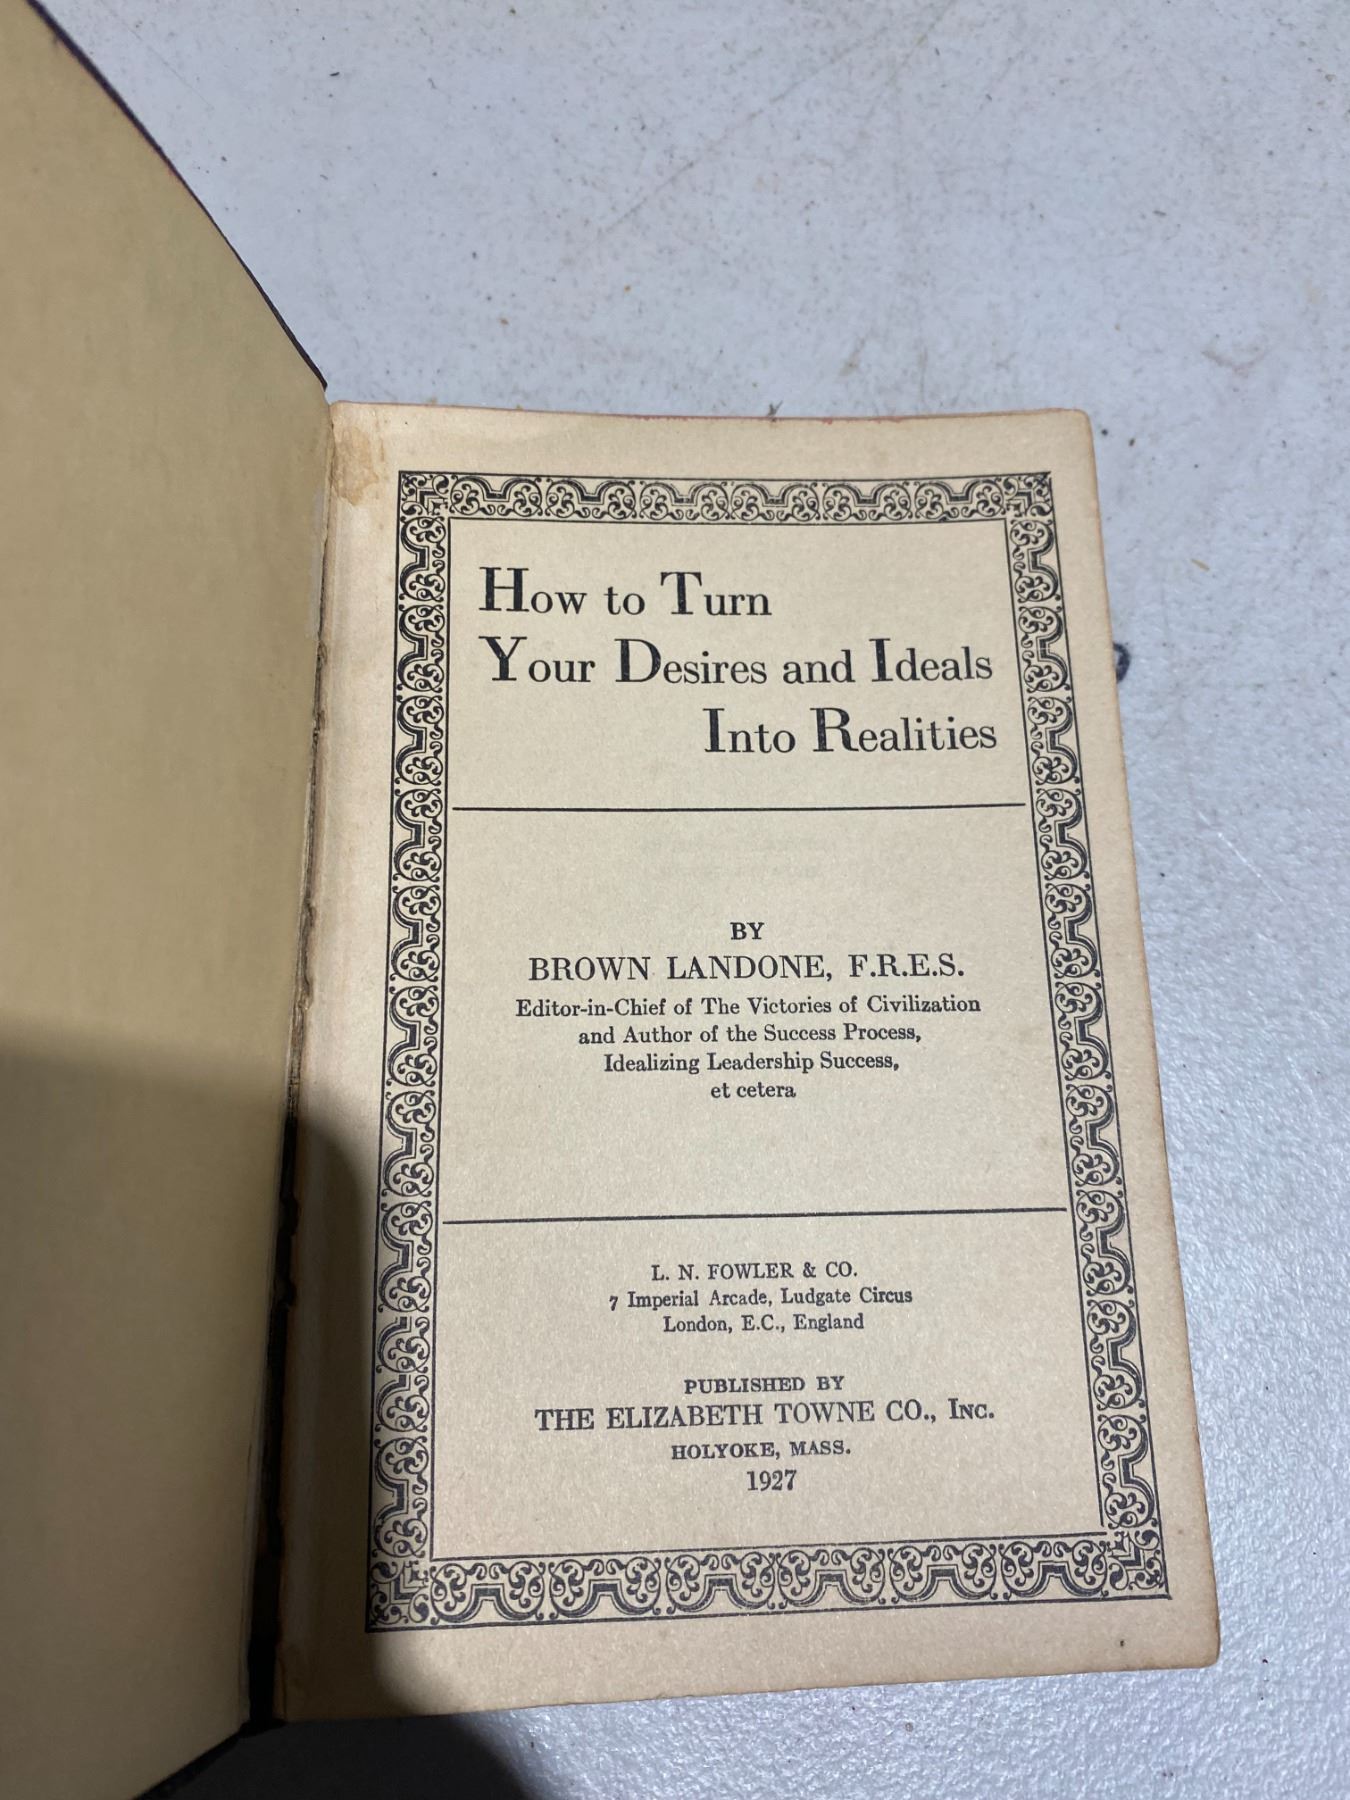 How to Turn
Your Desires and Ideals
Into Realities
BY
BROWN LANDONE, F.R.E.S.
Editor-in-Chief of The Victories of Civilization
and Author of the Success Process,
Idealizing Leadership Success,
et cetera
L. N. FOWLER & CO.
7 Imperial Arcade, Ludgate Circus
London, E.C., England
PUBLISHED BY
THE ELIZABETH TOWNE CO., Inc.
HOLYOKE, MASS.
1927